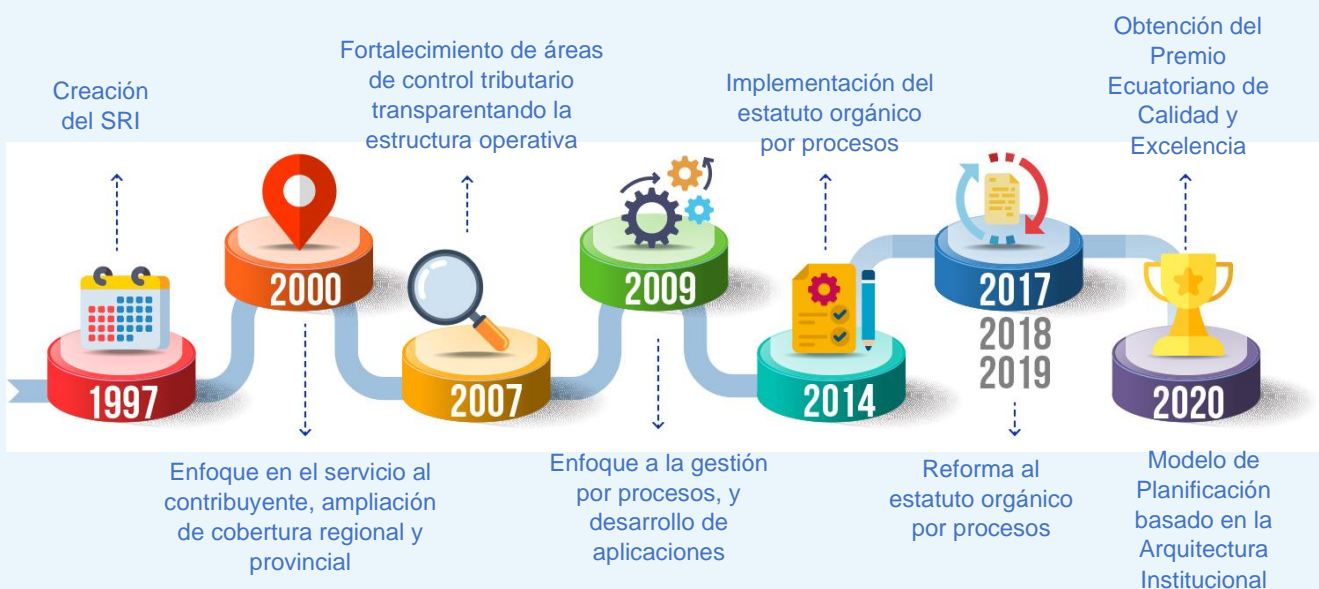 Creación
del SRI
Fortalecimiento de áreas
de control tributario
transparentando la
estructura operativa
Implementación del
estatuto orgánico
por procesos
Obtención del
Premio
Ecuatoriano de
Calidad y
Excelencia
1997
2000
2007
2009
2014
2017
2018
2019
2020
Enfoque en el servicio al
contribuyente, ampliación
de cobertura regional y
provincial
Enfoque a la gestión
por procesos, y
desarrollo de
aplicaciones
Reforma al
estatuto orgánico
por procesos
Modelo de
Planificación
basado en la
Arquitectura
Institucional